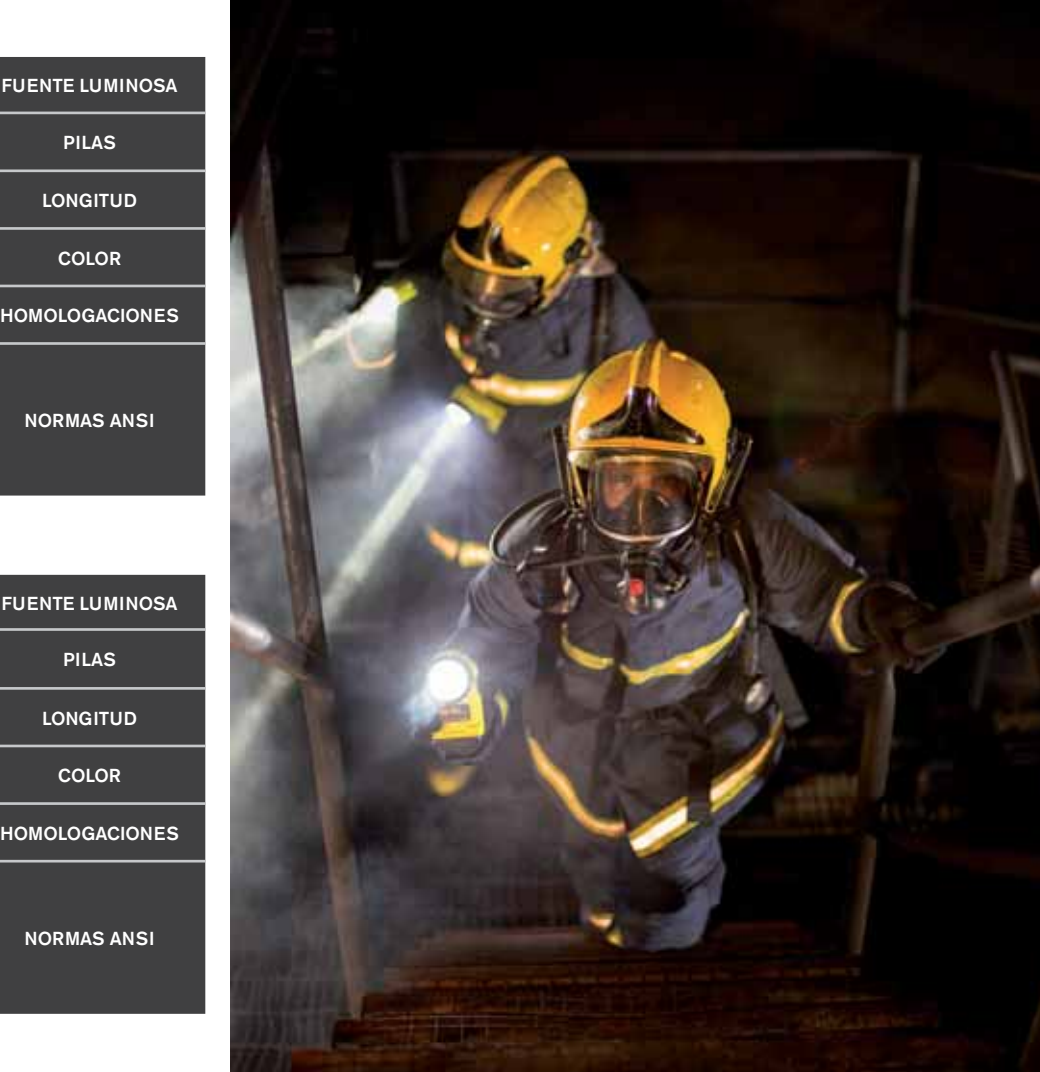 FUENTE LUMINOSA
PILAS
LONGITUD
COLOR
HOMOLOGACIONES
NORMAS ANSI
FUENTE LUMINOSA
PILAS
LONGITUD
COLOR
HOMOLOGACIONES
NORMAS ANSI